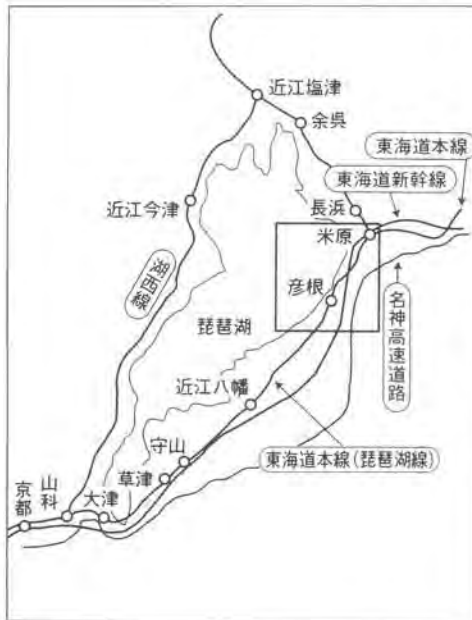 近江塩津
余呉
東海道本線
東海道新幹線
長浜
米原
近江今津
湖西線
彦根
名神高速道路
琵琶湖
近江八幡
守山
東海道本線(琵琶湖線)
草津
大津
山科
京都